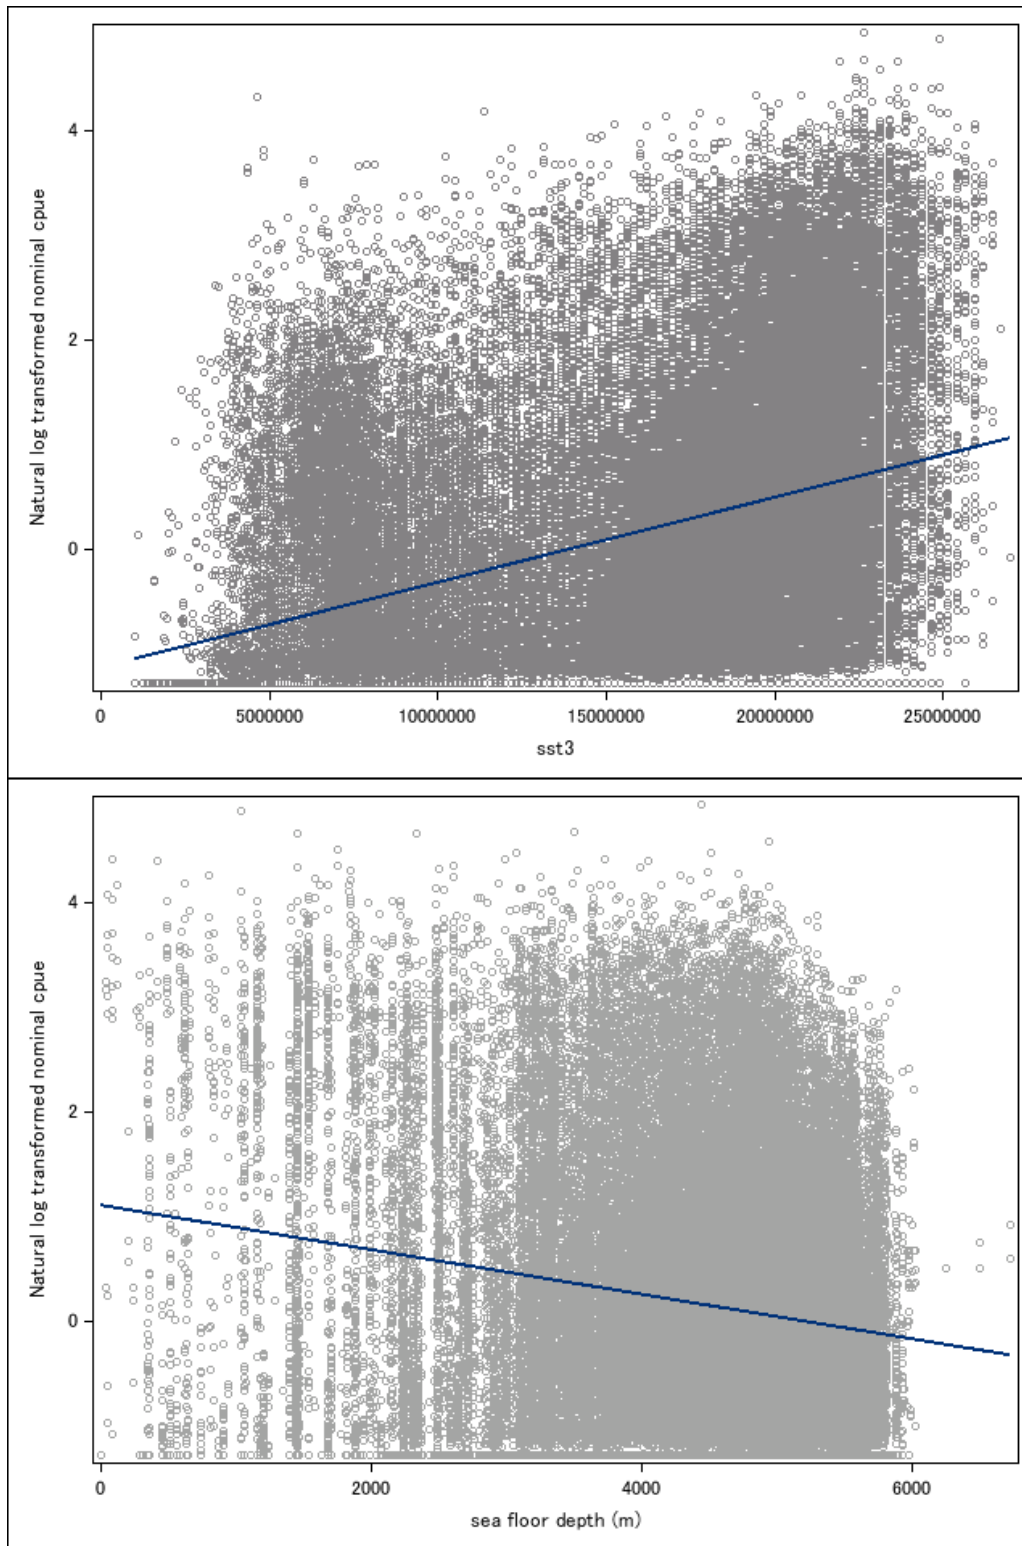 Natural log transformed nominal cpue
4
2
0
0 5000000 10000000 15000000 20000000 25000000
sst3
Natural log transformed nominal cpue
4
2
0
0 2000 4000 6000
sea floor depth (m)